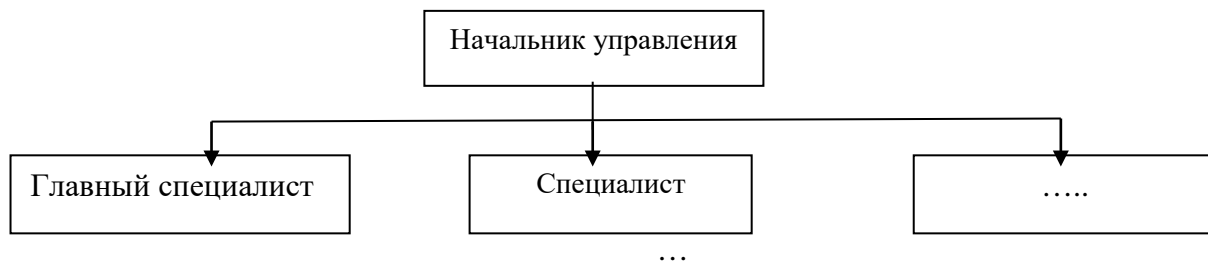 Начальник управления
Главный специалист
Специалист
…..
…